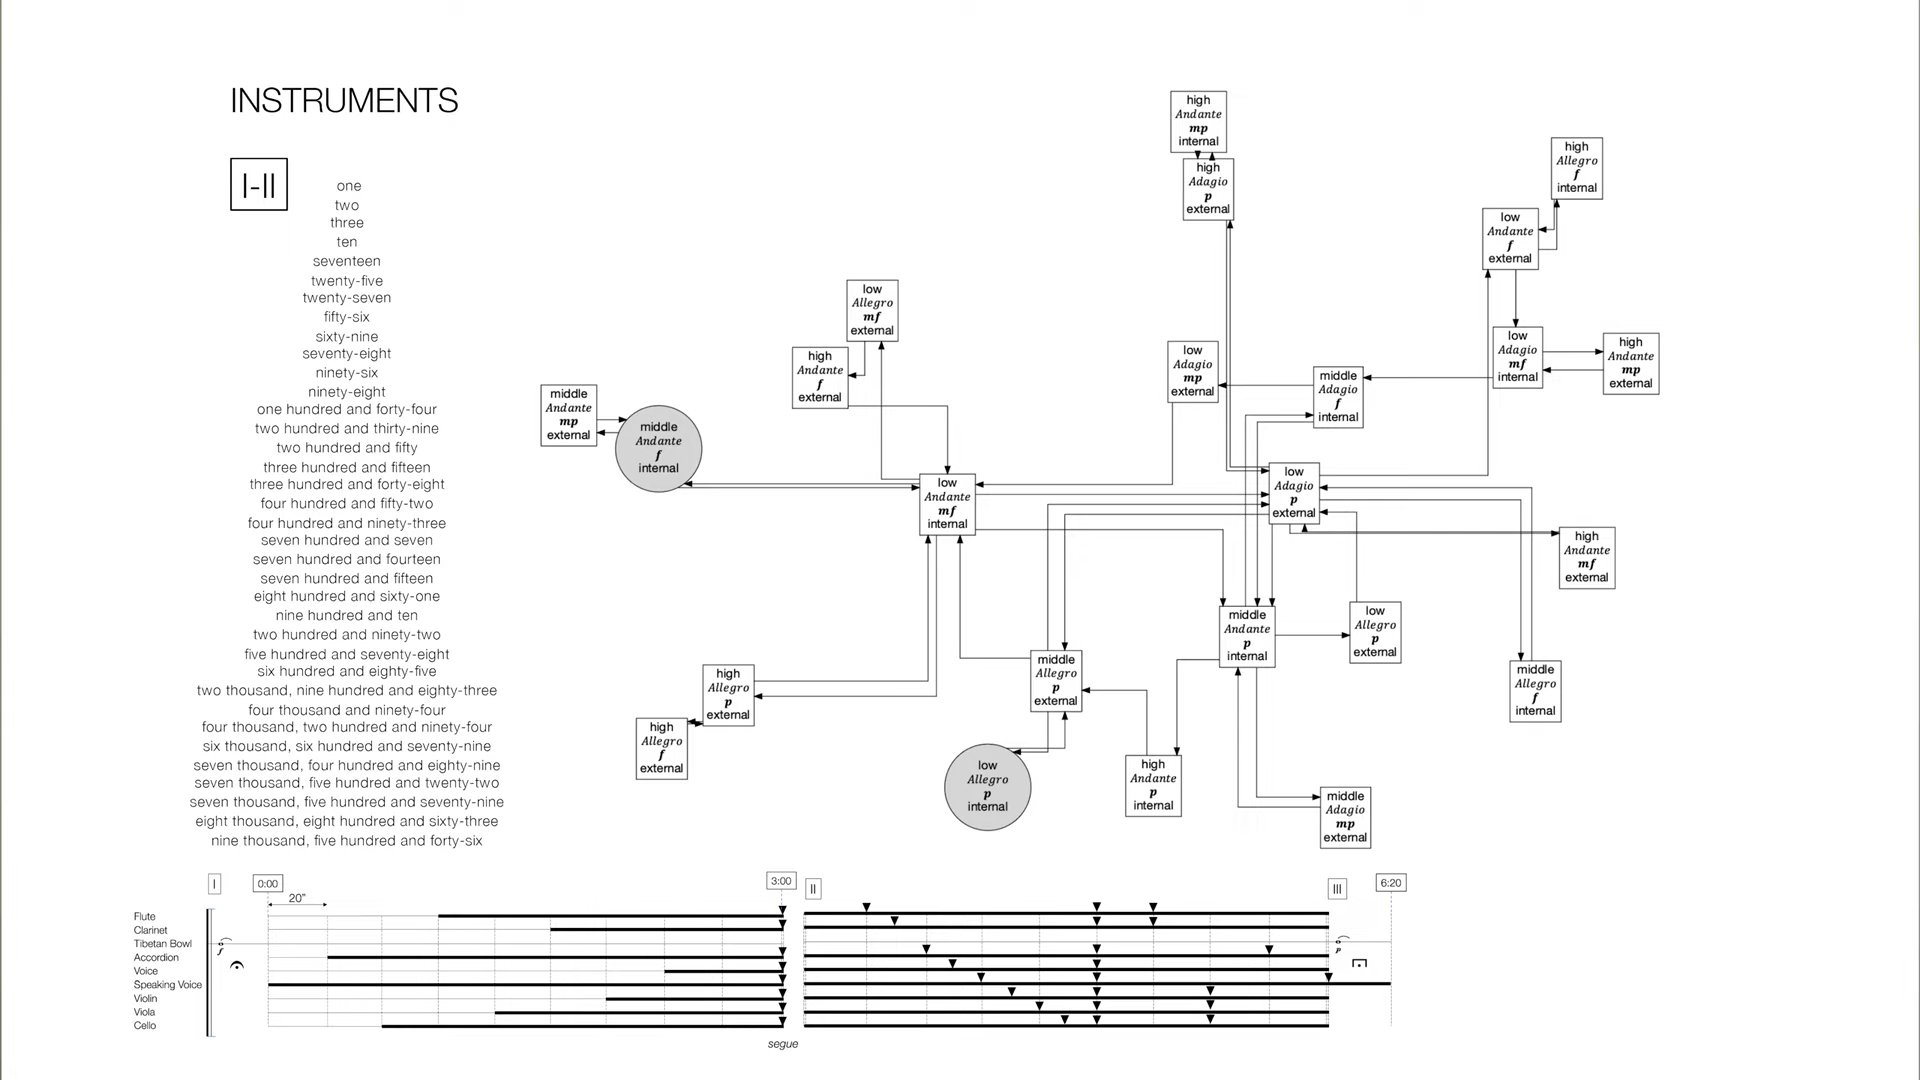 INSTRUMENTS
I-II
one
two
three
ten
seventeen
twenty-five
twenty-seven
fifty-six
sixty-nine
seventy-eight
ninety-six
ninety-eight
one hundred and forty-four
two hundred and thirty-nine
two hundred and fifty
three hundred and fifteen
three hundred and forty-eight
four hundred and fifty-two
four hundred and ninety-three
seven hundred and seven
seven hundred and fourteen
seven hundred and fifteen
eight hundred and sixty-one
nine hundred and ten
two hundred and ninety-two
five hundred and seventy-eight
six hundred and eighty-five
two thousand, nine hundred and eighty-three
four thousand and ninety-four
four thousand, two hundred and ninety-four
six thousand, six hundred and seventy-nine
seven thousand, four hundred and eighty-nine
seven thousand, five hundred and twenty-two
seven thousand, five hundred and seventy-nine
eight thousand, eight hundred and sixty-three
nine thousand, five hundred and forty-six
high
Andante
mp
internal
high
Adagio
p
external
high
Allegro
f
internal
low
Andante
f
external
low
Allegro
mf
external
high
Andante
f
external
low
Adagio
mp
external
middle
Adagio
f
internal
low
Adagio
mf
internal
high
Andante
mp
external
middle
Andante
mp
external
middle
Andante
f
internal
low
Andante
mf
internal
low
Adagio
p
external
high
Andante
mf
external
middle
Andante
p
internal
low
Allegro
p
external
middle
Allegro
p
external
middle
Allegro
f
internal
high
Allegro
p
external
high
Allegro
f
external
low
Allegro
p
internal
high
Andante
p
internal
middle
Adagio
mp
external
I
0:00
20"
3:00
II
III
6:20
Flute
Clarinet
Tibetan Bowl
Accordion
Voice
Speaking Voice
Violin
Viola
Cello
f
p
segue